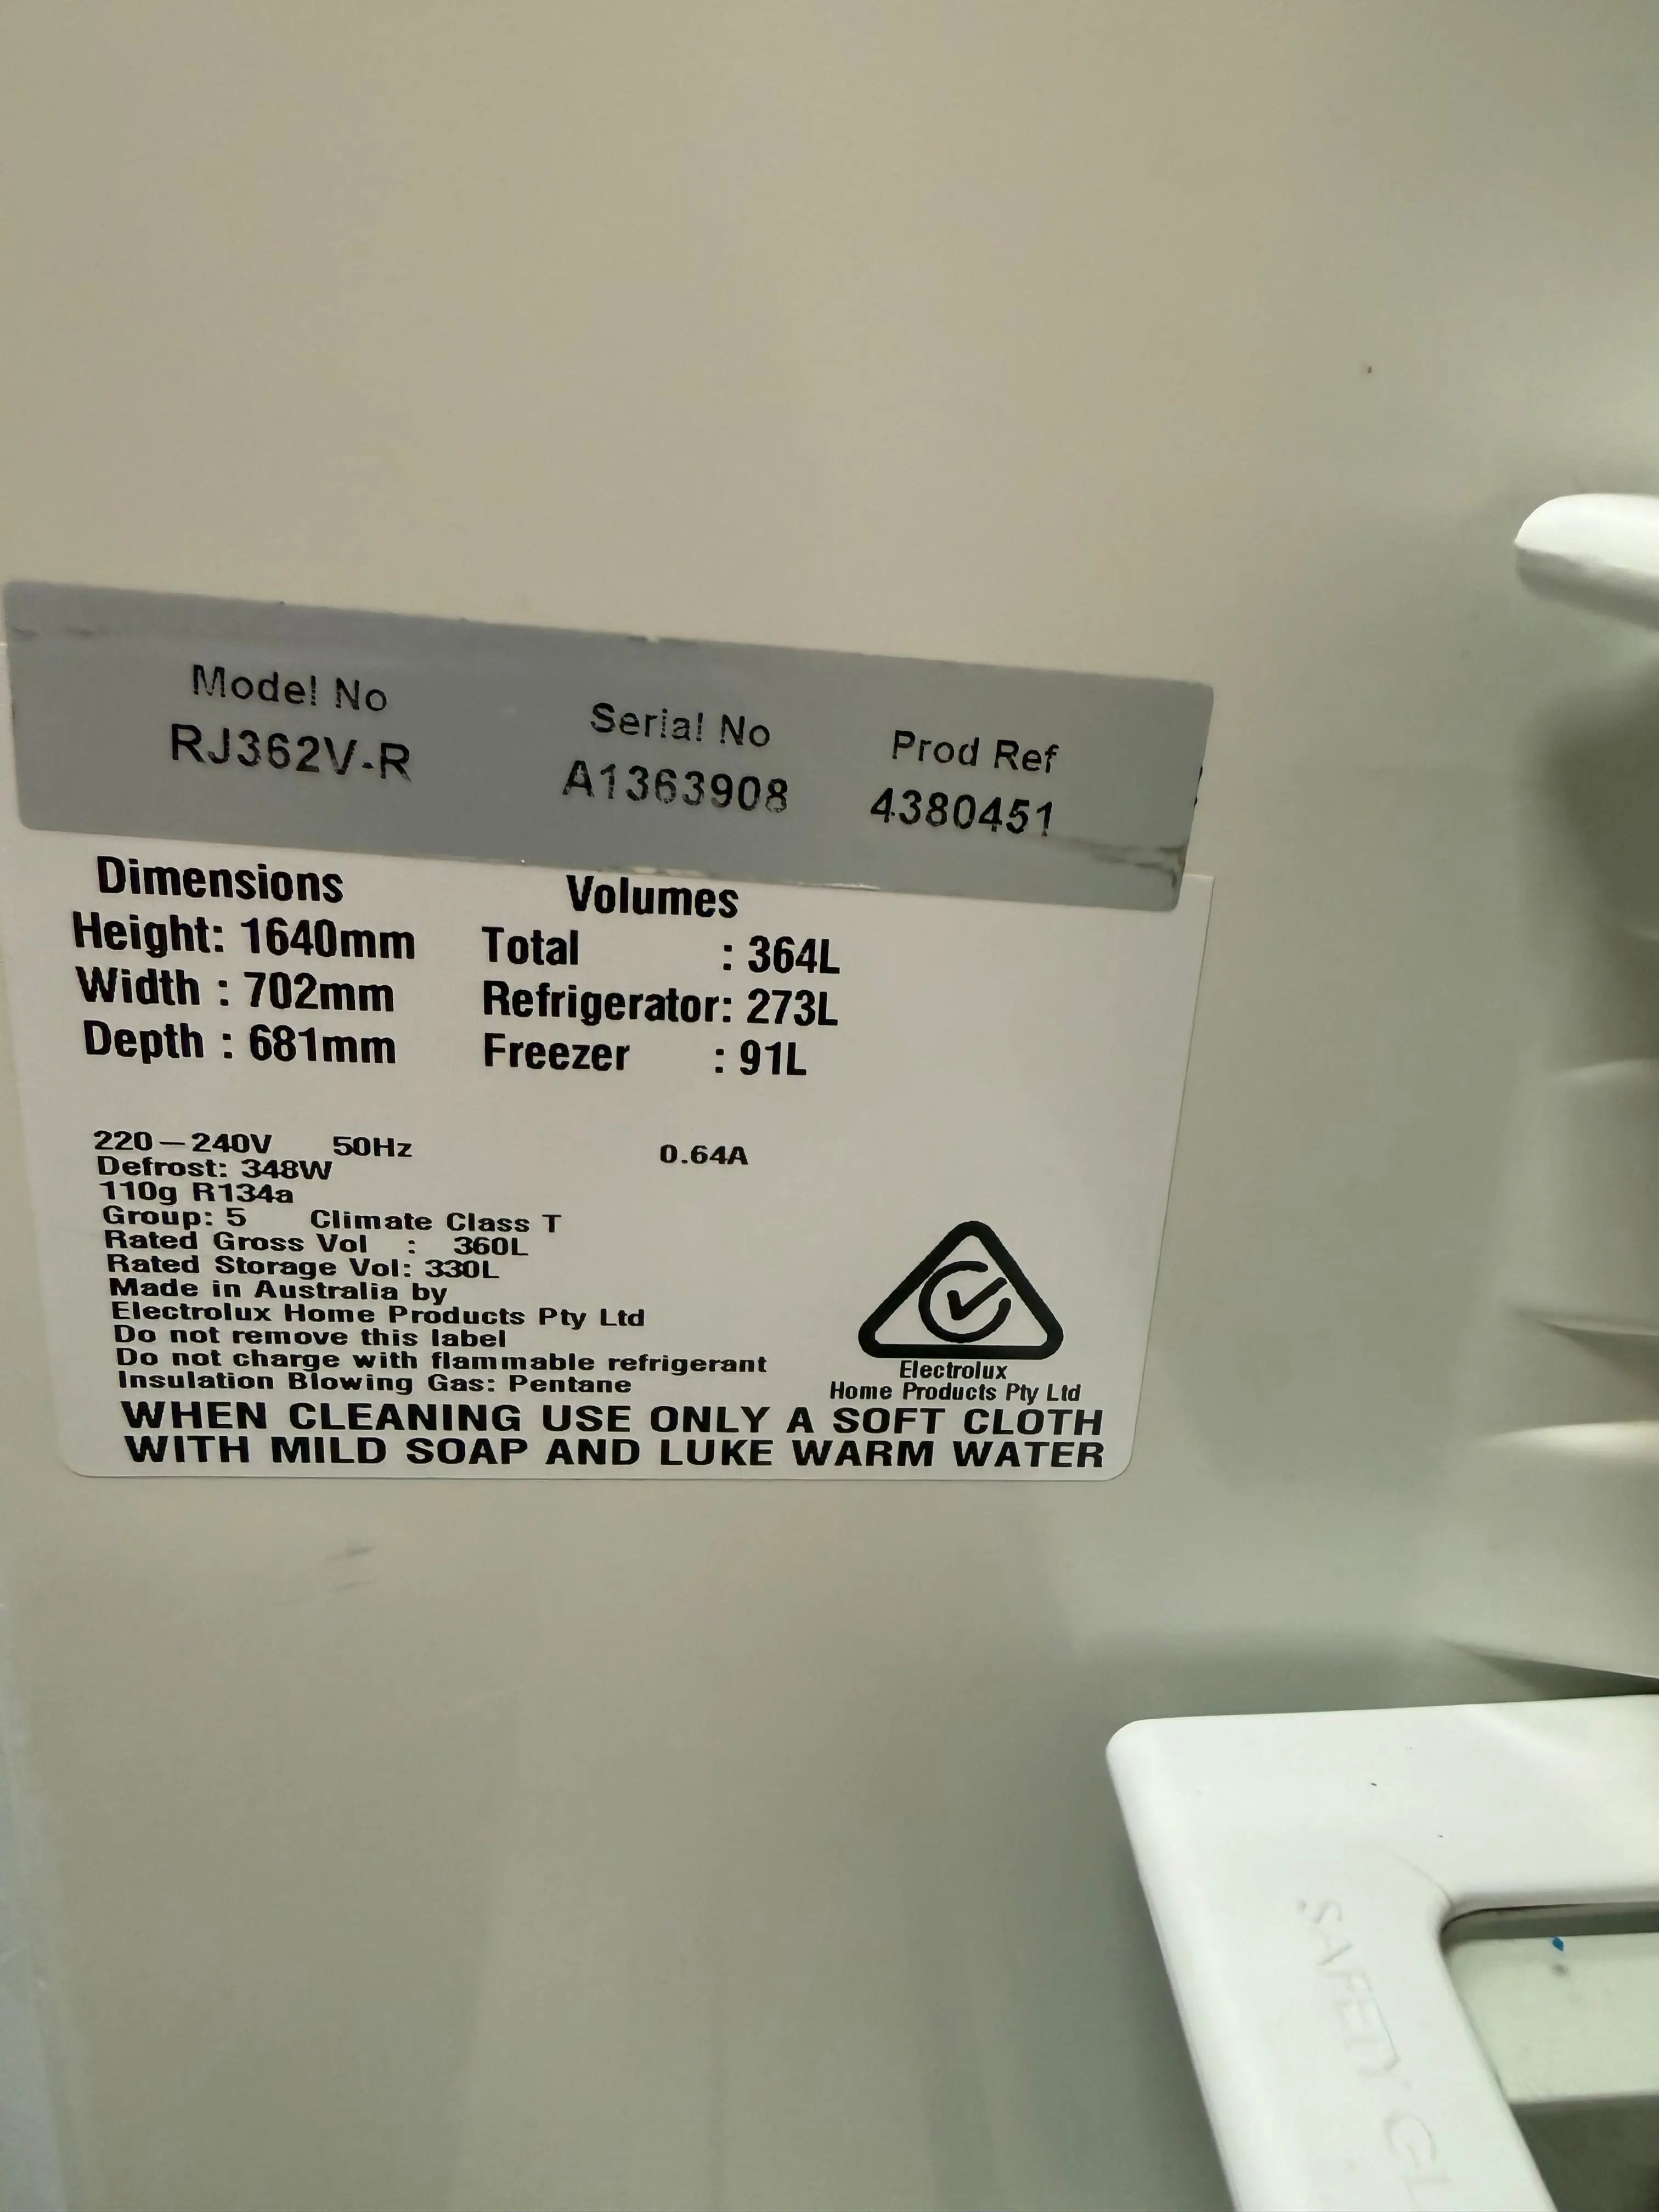 Model No Serial No Prod Ref
RJ362V-R A1363908 4380451
Dimensions Volumes
Height: 1640mm Total : 364L
Width : 702mm Refrigerator: 273L
Depth : 681mm Freezer : 91L
220-240V 50Hz 0.64A
Defrost: 348W
110g R134a
Group: 5 Climate Class T
Rated Gross Vol : 360L
Rated Storage Vol: 330L
Made in Australia by
Electrolux Home Products Pty Ltd
Do not remove this label
Do not charge with flammable refrigerant
Insulation Blowing Gas: Pentane
Electrolux
Home Products Pty Ltd
WHEN CLEANING USE ONLY A SOFT CLOTH
WITH MILD SOAP AND LUKE WARM WATER
SAFETY